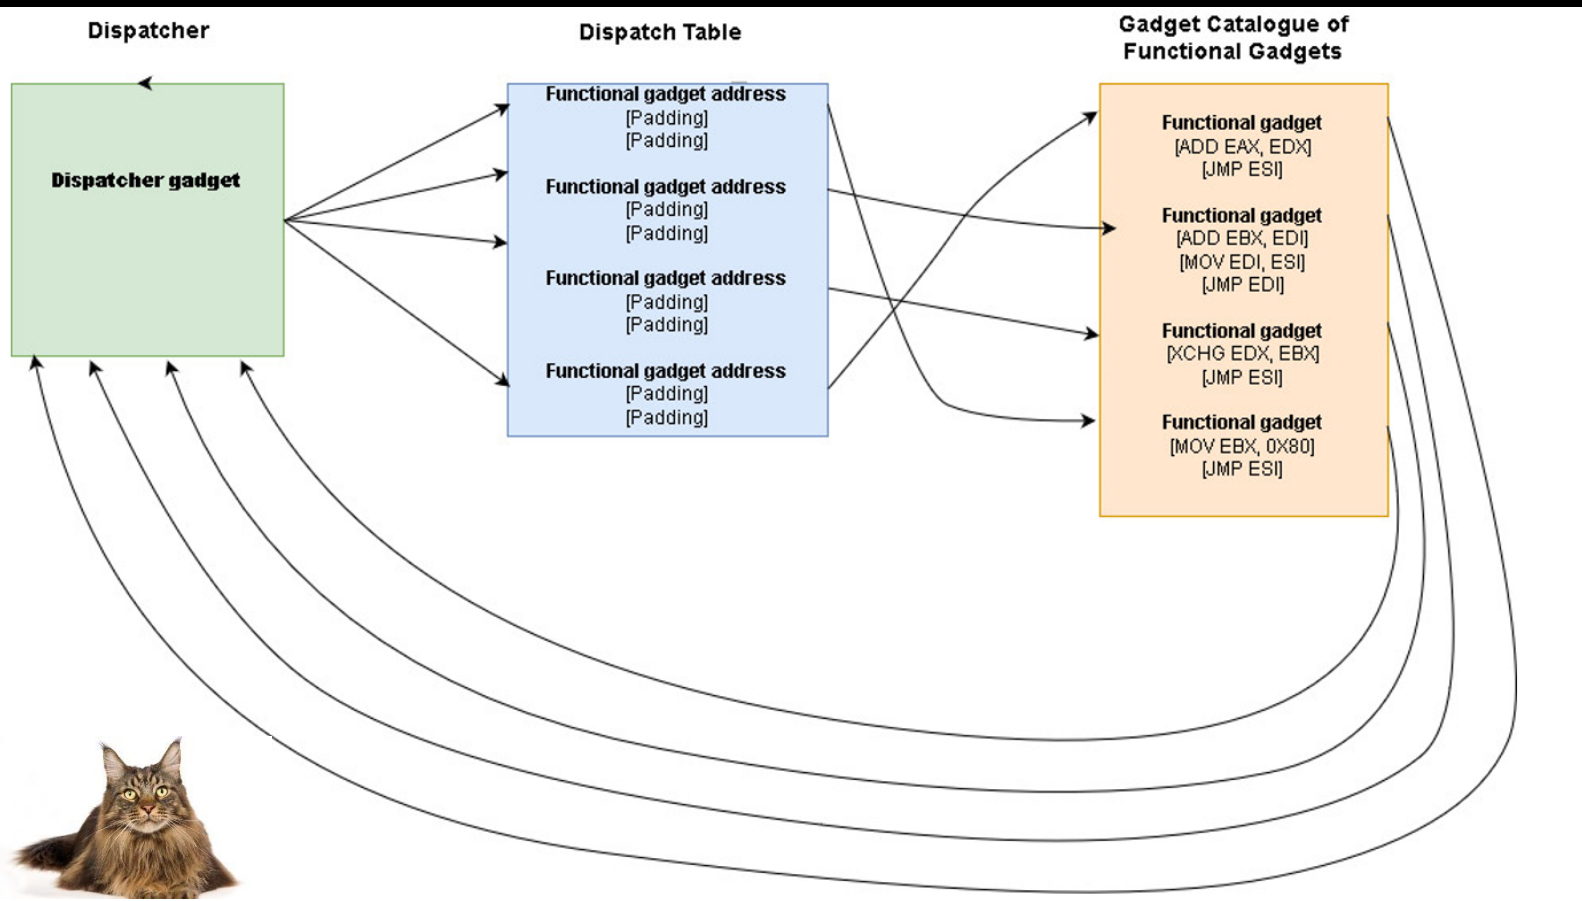 Dispatcher
Dispatcher gadget
Dispatch Table
Functional gadget address
[Padding]
[Padding]
Functional gadget address
[Padding]
[Padding]
Functional gadget address
[Padding]
[Padding]
Functional gadget address
[Padding]
[Padding]
Gadget Catalogue of
Functional Gadgets
Functional gadget
[ADD EAX, EDX]
[JMP ESI]
Functional gadget
[ADD EBX, EDI]
[MOV EDI, ESI]
[JMP EDI]
Functional gadget
[XCHG EDX, EBX]
[JMP ESI]
Functional gadget
[MOV EBX, 0X80]
[JMP ESI]